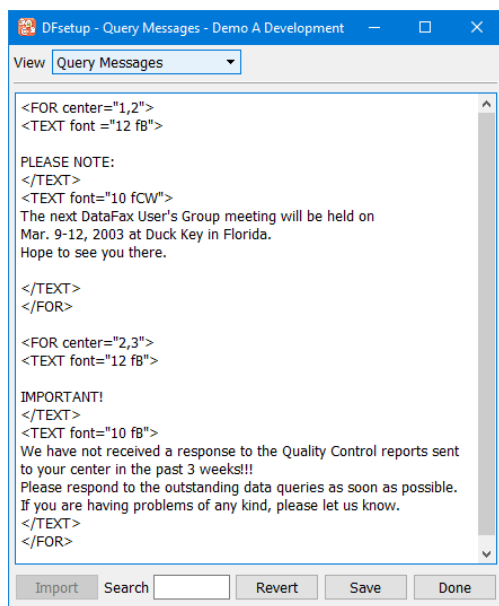 DFsetup - Query Messages - Demo A Development
View Query Messages
<FOR center="1,2">
<TEXT font ="12 fB">
PLEASE NOTE:
</TEXT>
<TEXT font="10 fCW">
The next DataFax User's Group meeting will be held on
Mar. 9-12, 2003 at Duck Key in Florida.
Hope to see you there.
</TEXT>
</FOR>
<FOR center="2,3">
<TEXT font="12 fB">
IMPORTANT!
</TEXT>
<TEXT font="10 fB">
We have not received a response to the Quality Control reports sent
to your center in the past 3 weeks!!!
Please respond to the outstanding data queries as soon as possible.
If you are having problems of any kind, please let us know.
</TEXT>
</FOR>
Import Search Revert Save Done